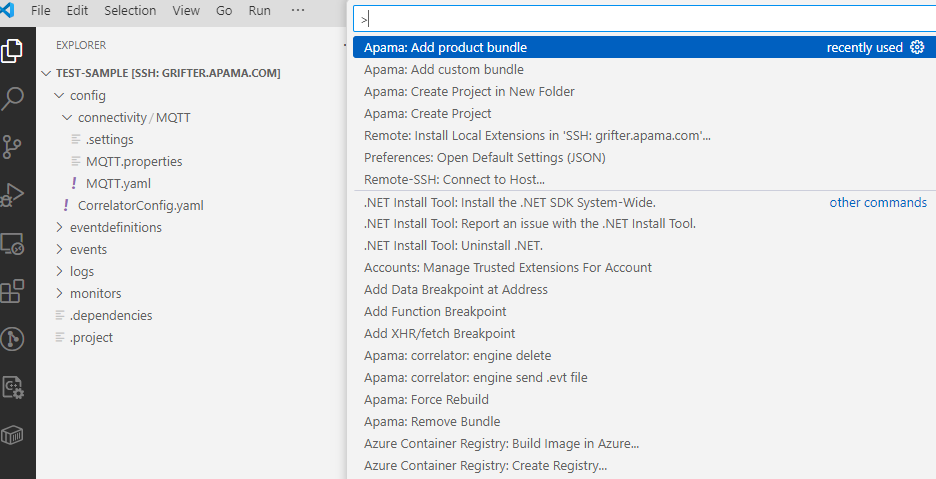 File Edit Selection View Go Run ···
EXPLORER
TEST-SAMPLE [SSH: GRIFTER.APAMA.COM]
config
connectivity / MQTT
.settings
MQTT.properties
! MQTT.yaml
! CorrelatorConfig.yaml
eventdefinitions
events
logs
monitors
.dependencies
.project
>
Apama: Add product bundle recently used
Apama: Add custom bundle
Apama: Create Project in New Folder
Apama: Create Project
Remote: Install Local Extensions in 'SSH: grifter.apama.com'...
Preferences: Open Default Settings (JSON)
Remote-SSH: Connect to Host...
.NET Install Tool: Install the .NET SDK System-Wide. other commands
.NET Install Tool: Report an issue with the .NET Install Tool.
.NET Install Tool: Uninstall .NET.
Accounts: Manage Trusted Extensions For Account
Add Data Breakpoint at Address
Add Function Breakpoint
Add XHR/fetch Breakpoint
Apama: correlator: engine delete
Apama: correlator: engine send .evt file
Apama: Force Rebuild
Apama: Remove Bundle
Azure Container Registry: Build Image in Azure...
Azure Container Registry: Create Registry...